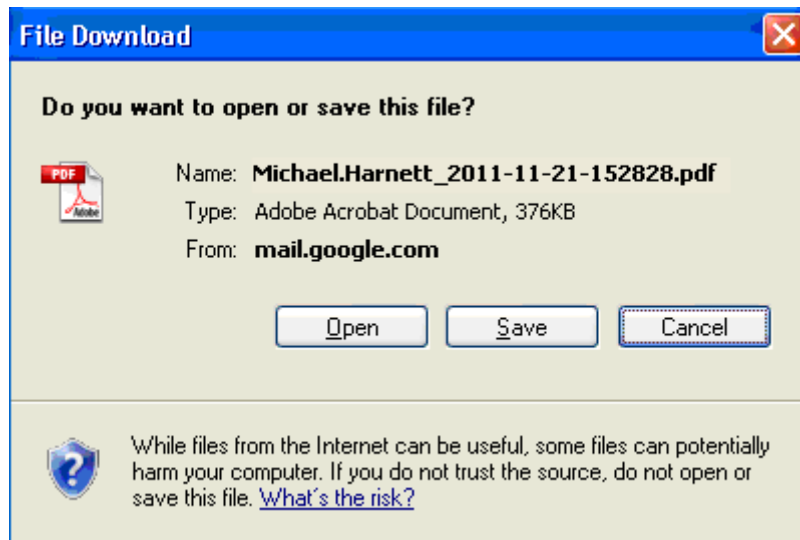 File Download
Do you want to open or save this file?
PDF
Adobe
Name: Michael.Harnett_2011-11-21-152828.pdf
Type: Adobe Acrobat Document, 376KB
From: mail.google.com
Open Save Cancel
While files from the Internet can be useful, some files can potentially
harm your computer. If you do not trust the source, do not open or
save this file. What's the risk?